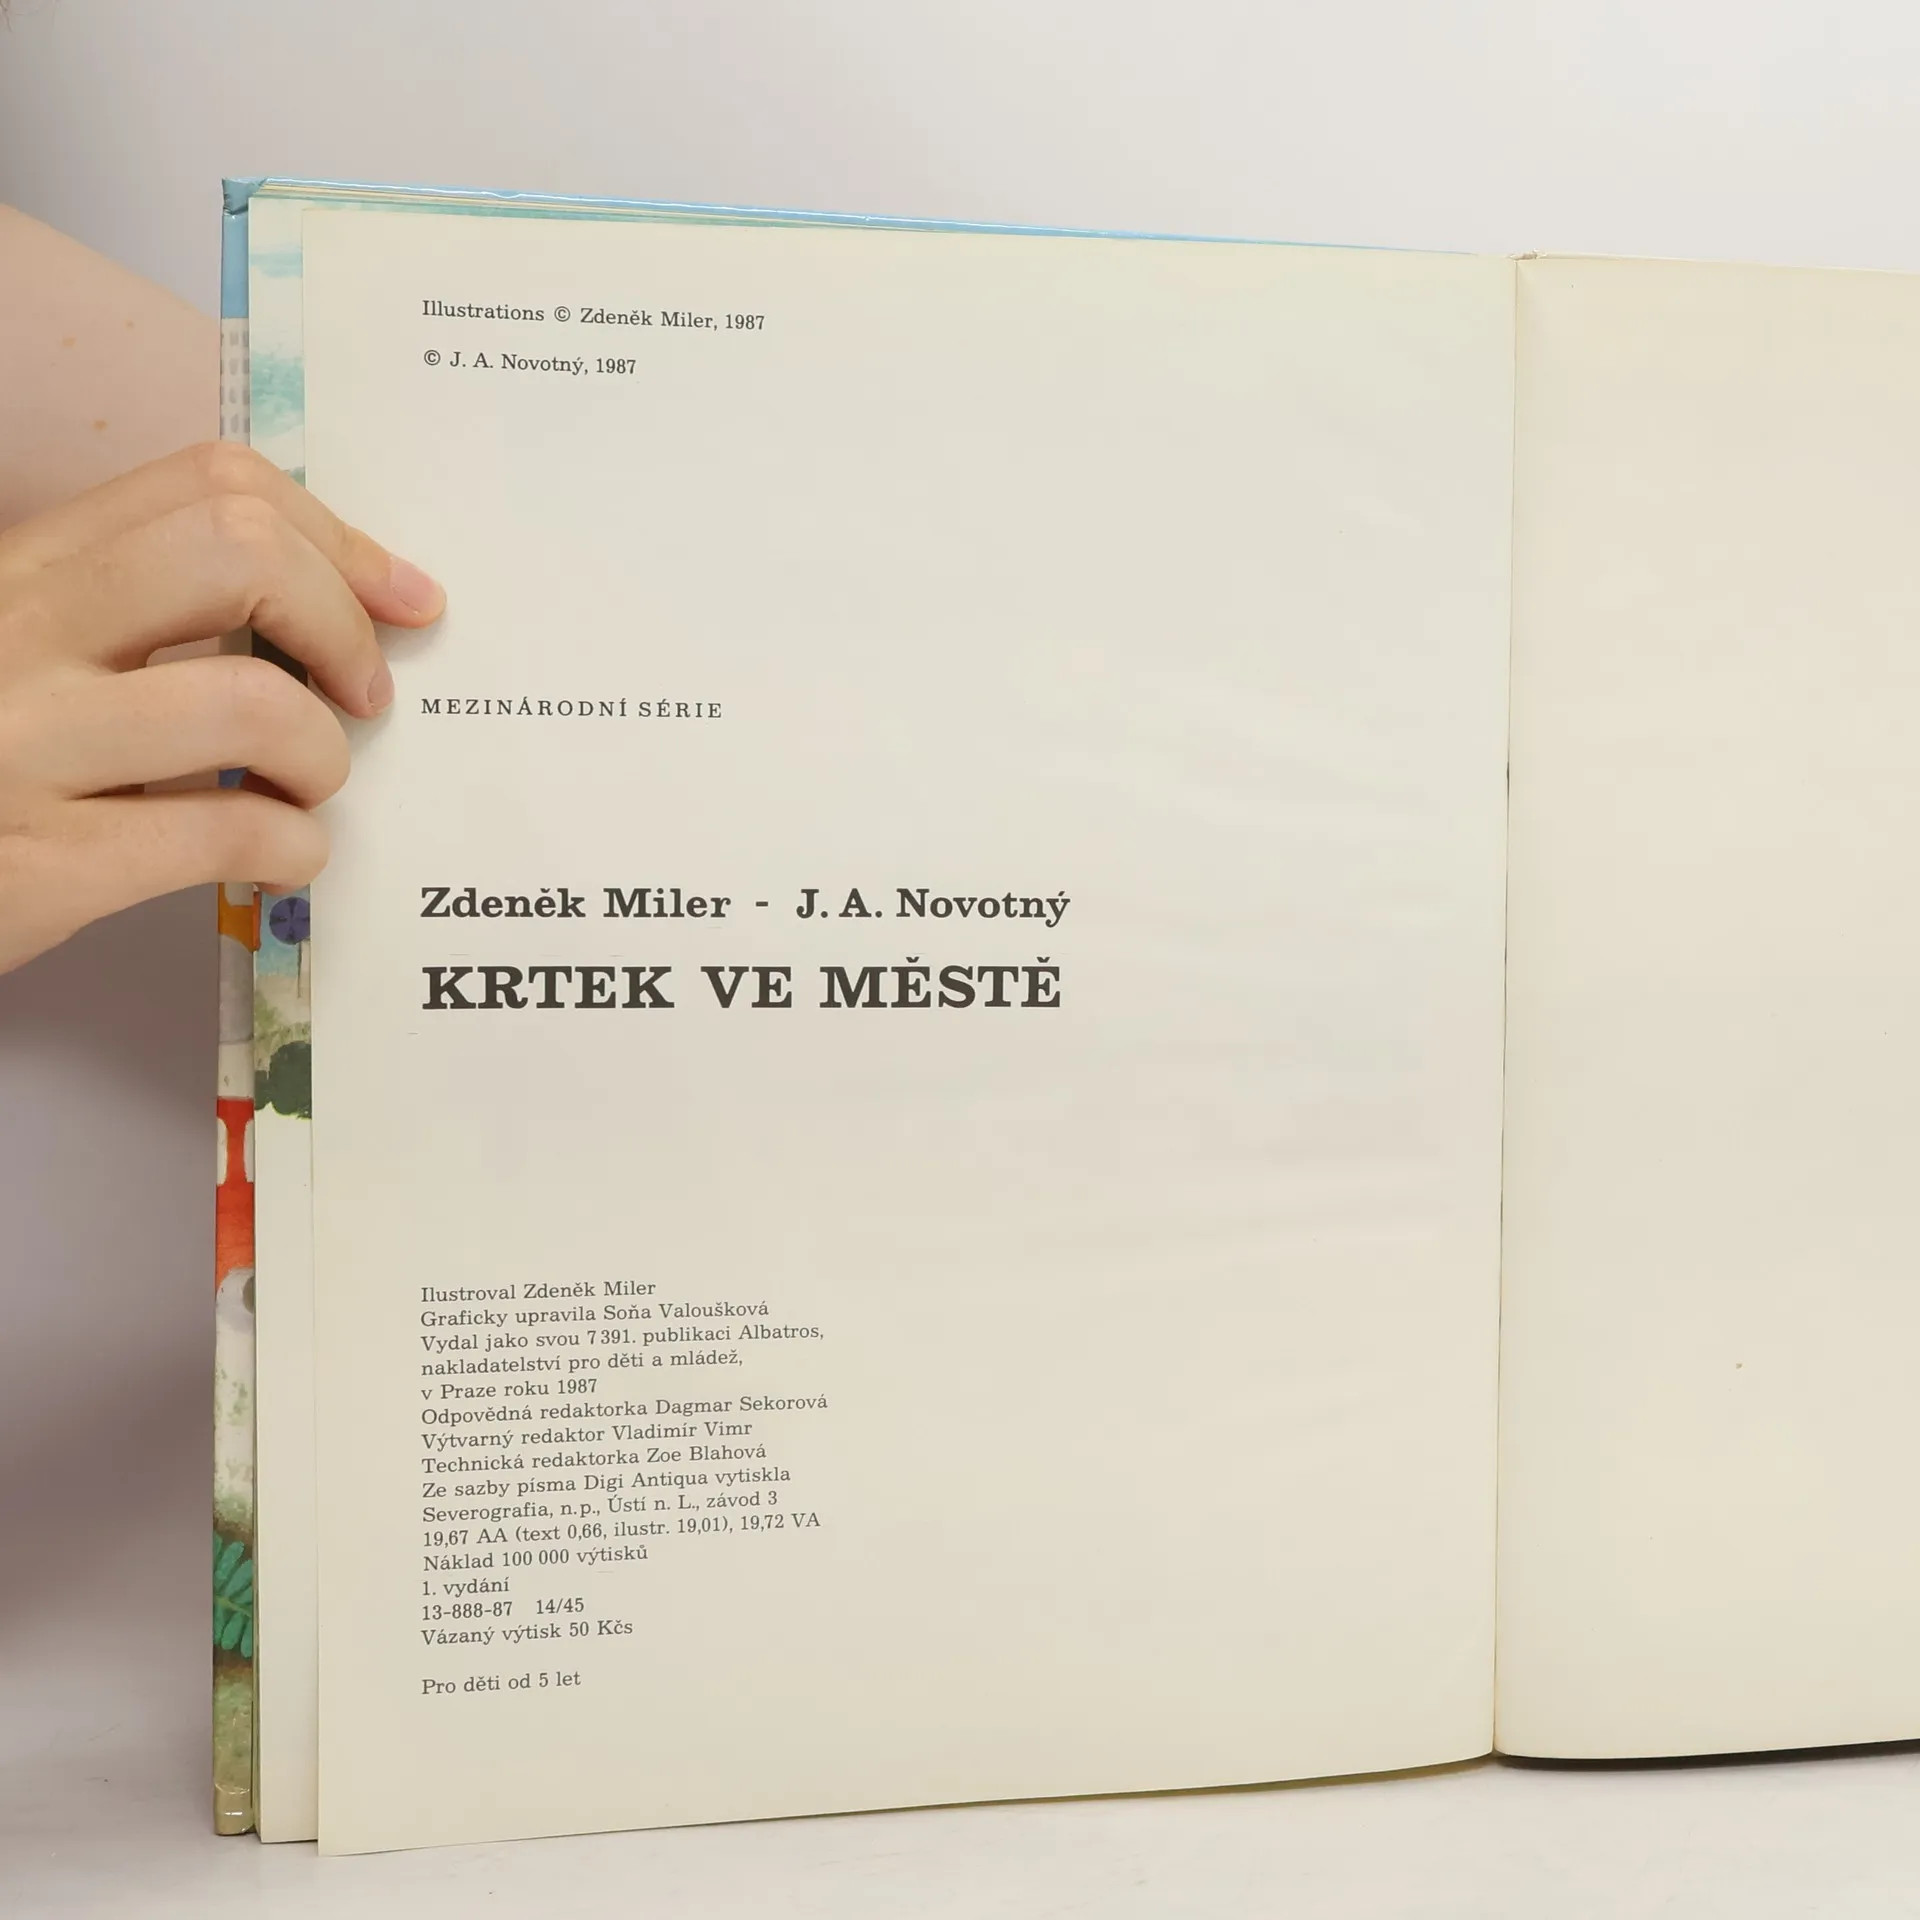 Illustrations © Zdeněk Miler, 1987
© J. A. Novotný, 1987
MEZINÁRODNÍ SÉRIE
Zdeněk Miler - J. A. Novotný
KRTEK VE MĚSTĚ
Ilustroval Zdeněk Miler
Graficky upravila Soňa Valoušková
Vydal jako svou 7 391. publikaci Albatros,
nakladatelství pro děti a mládež,
v Praze roku 1987
Odpovědná redaktorka Dagmar Sekorová
Výtvarný redaktor Vladimír Vimr
Technická redaktorka Zoe Blahová
Ze sazby písma Digi Antiqua vytiskla
Severografia, n. p., Ústí n. L., závod 3
19,67 AA (text 0,66, ilustr. 19,01), 19,72 VA
Náklad 100 000 výtisků
1. vydání
13-888-87 14/45
Vázaný výtisk 50 Kčs
Pro děti od 5 let